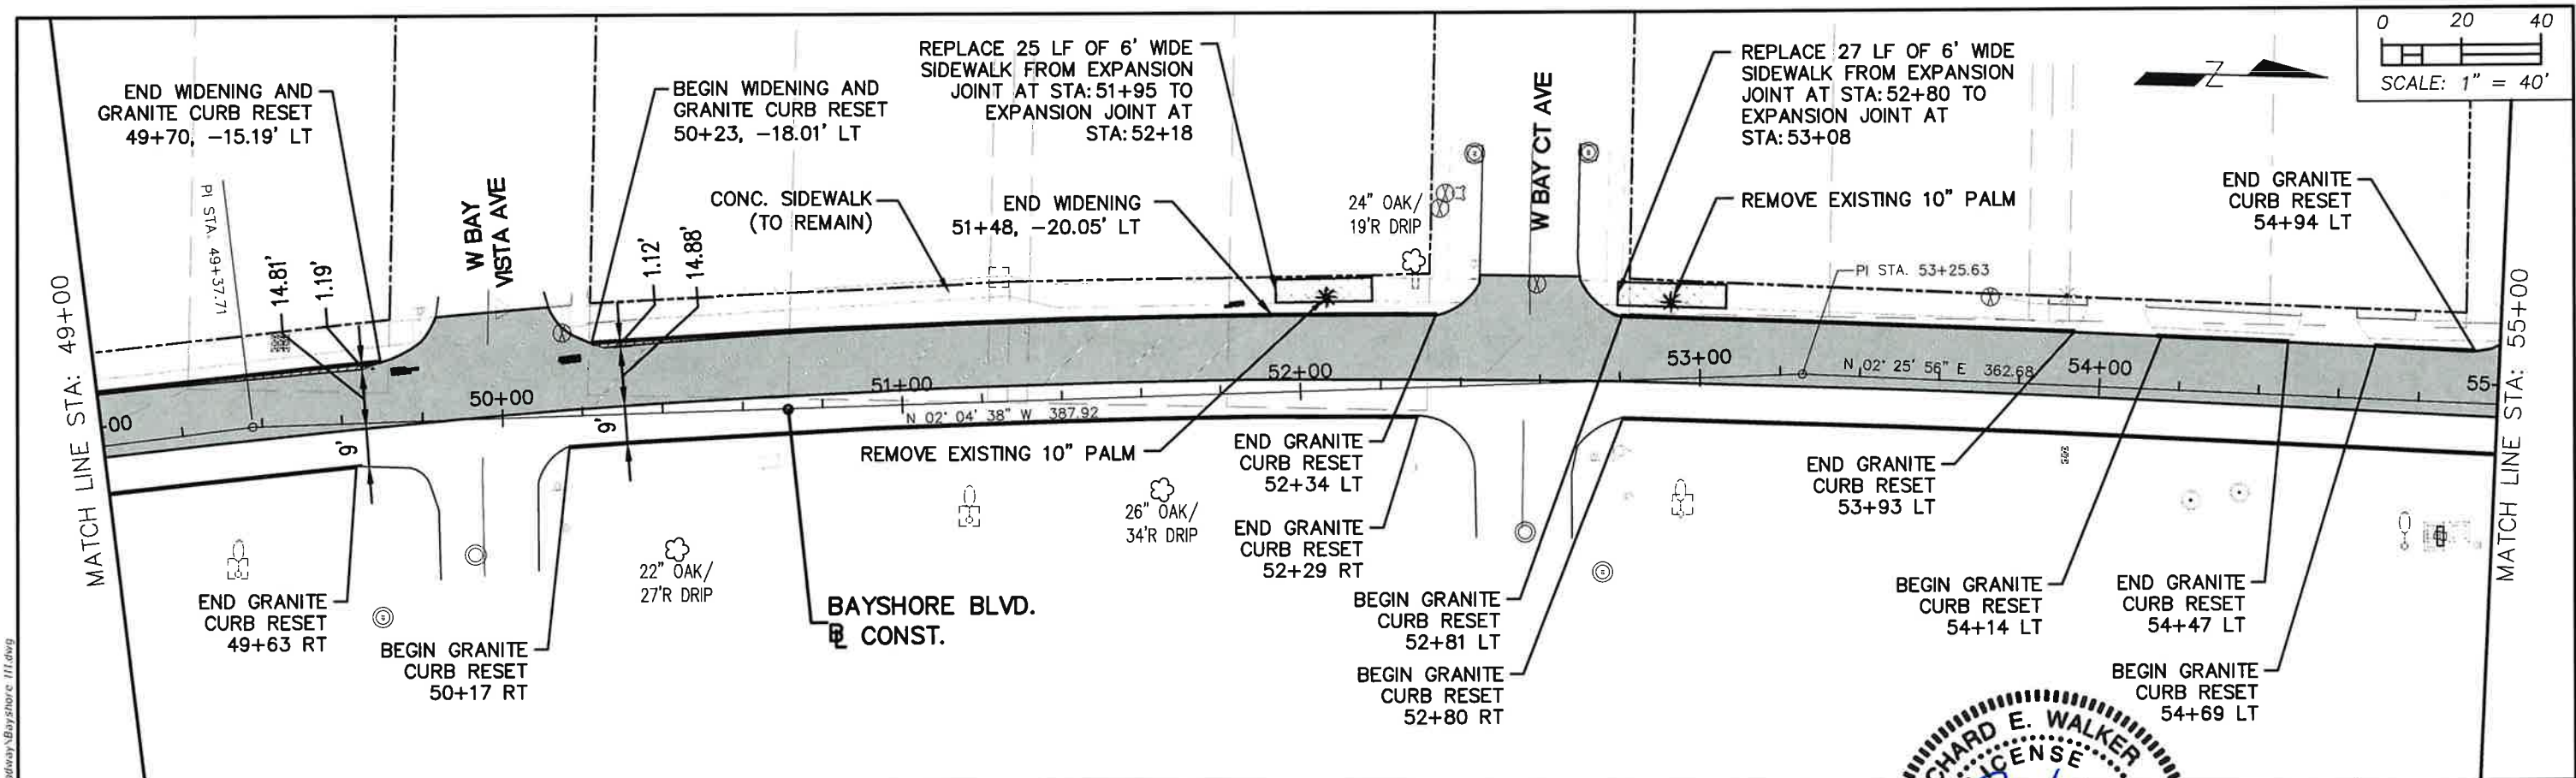 0 20 40
SCALE: 1" = 40'
Z
END WIDENING AND
GRANITE CURB RESET
49+70, -15.19' LT
BEGIN WIDENING AND
GRANITE CURB RESET
50+23, -18.01' LT
REPLACE 25 LF OF 6' WIDE
SIDEWALK FROM EXPANSION
JOINT AT STA:51+95 TO
EXPANSION JOINT AT
STA:52+18
W BAY CT AVE
REPLACE 27 LF OF 6' WIDE
SIDEWALK FROM EXPANSION
JOINT AT STA:52+80 TO
EXPANSION JOINT AT
STA:53+08
REMOVE EXISTING 10" PALM
END GRANITE
CURB RESET
54+94 LT
CONC. SIDEWALK
(TO REMAIN)
END WIDENING
51+48, -20.05' LT
24" OAK/
19'R DRIP
PI STA. 49+37.71
W BAY
VISTA AVE
14.81'
1.19'
1.12'
14.88'
PI STA. 53+25.63
MATCH LINE STA: 49+00
MATCH LINE STA: 55+00
-00
50+00
51+00
52+00
53+00
54+00
55-
N 02° 04' 38" W 387.92
N 02° 25' 56" E 362.68
9'
9'
REMOVE EXISTING 10" PALM
END GRANITE
CURB RESET
52+34 LT
END GRANITE
CURB RESET
52+29 RT
26" OAK/
34'R DRIP
22" OAK/
27'R DRIP
END GRANITE
CURB RESET
49+63 RT
BEGIN GRANITE
CURB RESET
50+17 RT
BAYSHORE BLVD.
BL CONST.
BEGIN GRANITE
CURB RESET
52+81 LT
BEGIN GRANITE
CURB RESET
52+80 RT
END GRANITE
CURB RESET
53+93 LT
BEGIN GRANITE
CURB RESET
54+14 LT
END GRANITE
CURB RESET
54+47 LT
BEGIN GRANITE
CURB RESET
54+69 LT
CHARD E. WALKER
ICENSE
dway\Bayshore 111.dwg